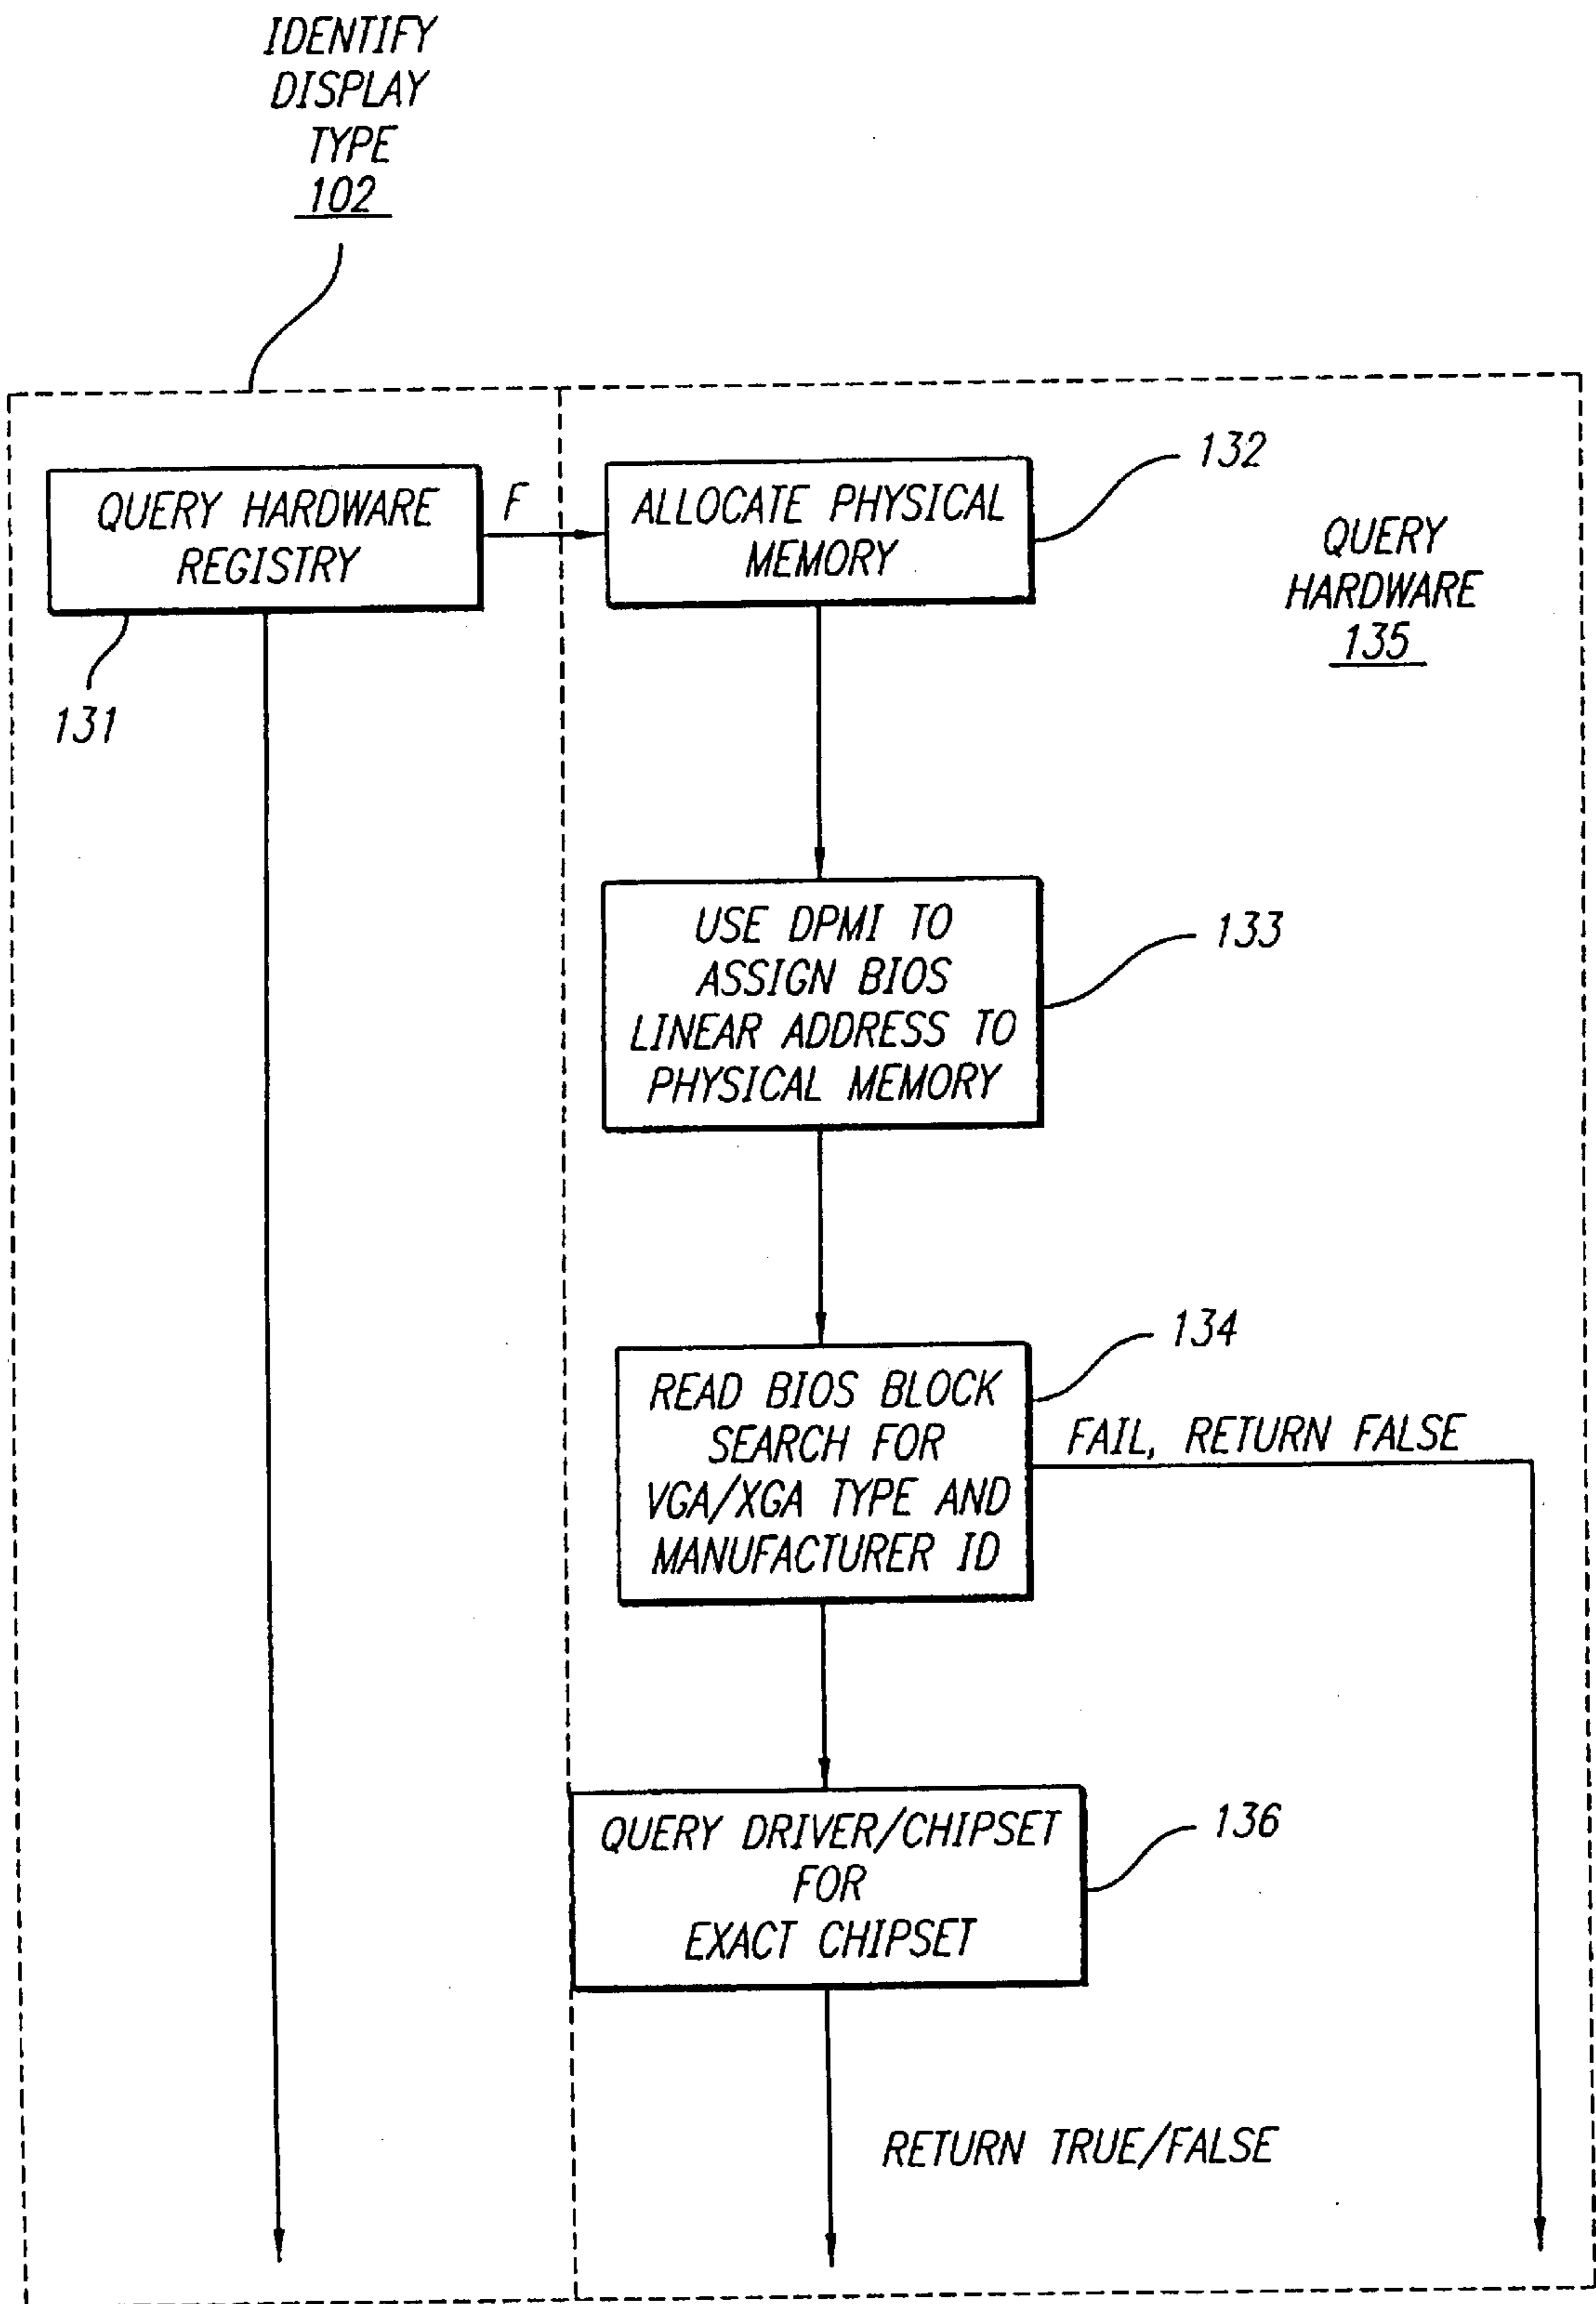 IDENTIFY
DISPLAY
TYPE
102
QUERY HARDWARE
REGISTRY
131
F
ALLOCATE PHYSICAL
MEMORY
132
QUERY
HARDWARE
135
USE DPMI TO
ASSIGN BIOS
LINEAR ADDRESS TO
PHYSICAL MEMORY
133
READ BIOS BLOCK
SEARCH FOR
VGA/XGA TYPE AND
MANUFACTURER ID
134
FAIL, RETURN FALSE
QUERY DRIVER/CHIPSET
FOR
EXACT CHIPSET
136
RETURN TRUE/FALSE